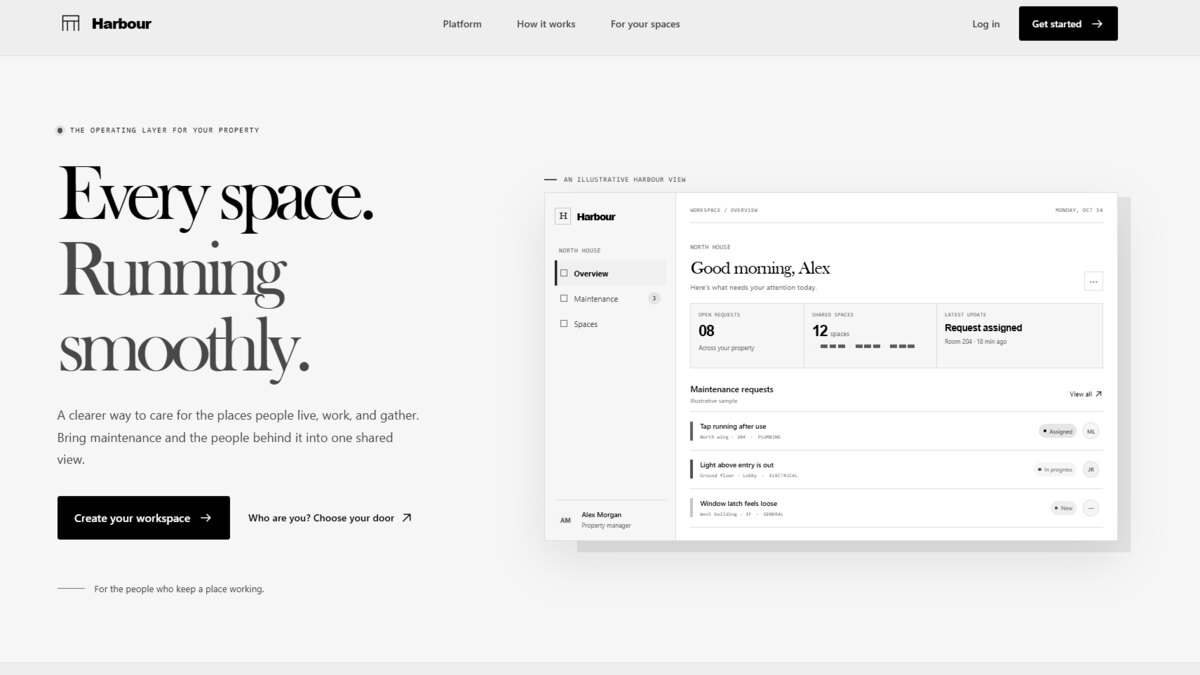 Harbour
Platform
How it works
For your spaces
Log in
Get started
THE OPERATING LAYER FOR YOUR PROPERTY
Every space.
Running
smoothly.
A clearer way to care for the places people live, work, and gather.
Bring maintenance and the people behind it into one shared
view.
Create your workspace
Who are you? Choose your door
For the people who keep a place working.
AN ILLUSTRATIVE HARBOUR VIEW
H Harbour
NORTH HOUSE
Overview
Maintenance 3
Spaces
AM
Alex Morgan
Property manager
WORKSPACE / OVERVIEW
MONDAY, OCT 14
NORTH HOUSE
Good morning, Alex
Here's what needs your attention today.
OPEN REQUESTS
08
Across your property
SHARED SPACES
12 spaces
LATEST UPDATE
Request assigned
Room 204 · 18 min ago
Maintenance requests
Illustrative sample
View all
Tap running after use
North wing · 204 · PLUMBING
Assigned
ML
Light above entry is out
Ground floor · Lobby · ELECTRICAL
In progress
JR
Window latch feels loose
West building · 3F · GENERAL
New